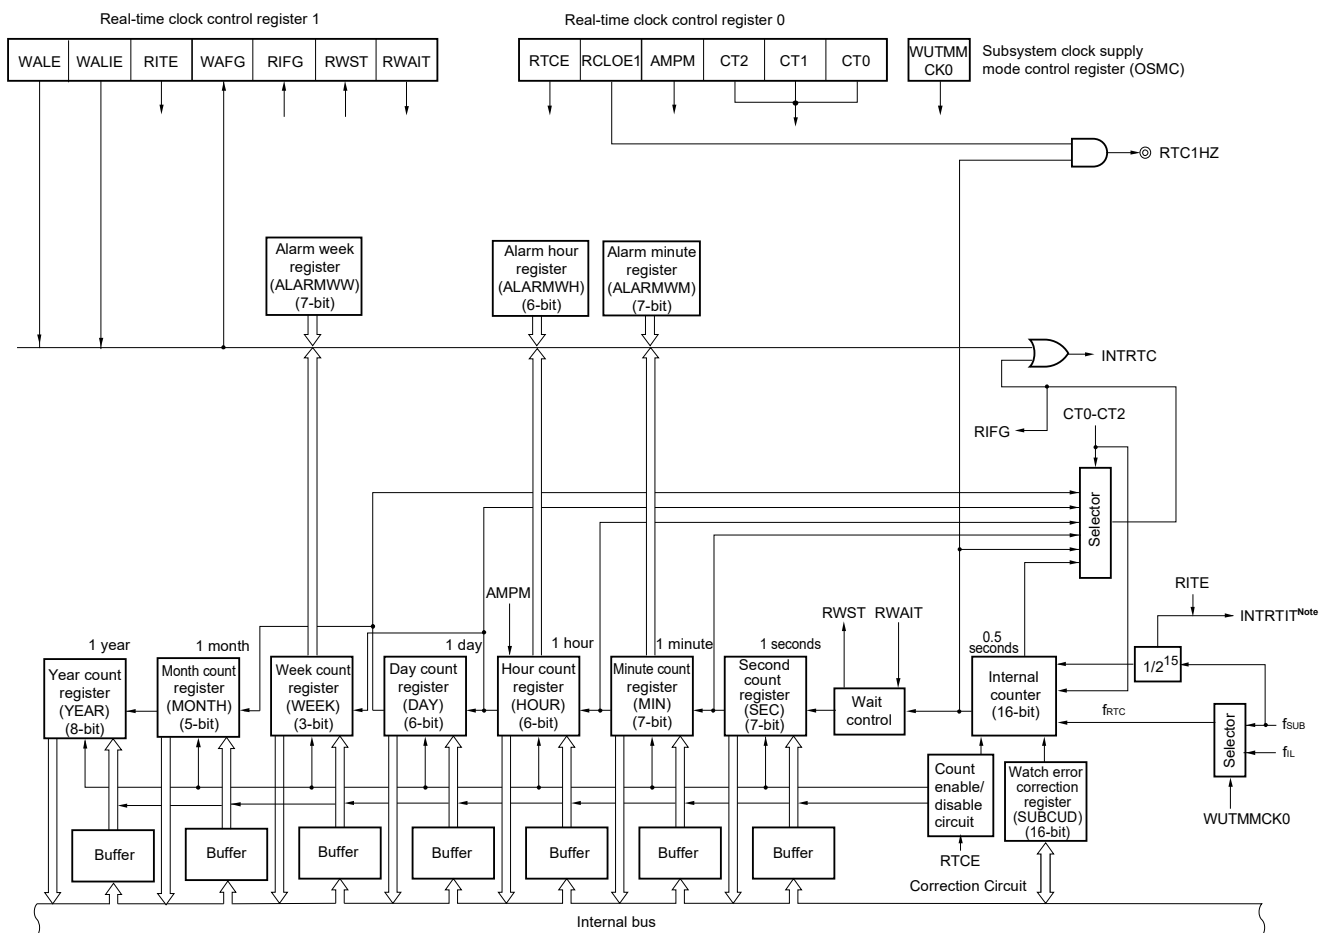 Real-time clock control register 1
Real-time clock control register 0
WALE WALIE RITE WAFG RIFG RWST RWAIT
RTCE RCLOE1 AMPM CT2 CT1 CT0
WUTMM
CK0
Subsystem clock supply
mode control register (OSMC)
RTC1HZ
Alarm week
register
(ALARMWW)
(7-bit)
Alarm hour
register
(ALARMWH)
(6-bit)
Alarm minute
register
(ALARMWM)
(7-bit)
INTRTC
RIFG
CT0-CT2
Selector
RITE
INTRTIT Note
AMPM
RWST RWAIT
1 year
1 month
1 day
1 hour
1 minute
1 seconds
0.5
seconds
Year count
register
(YEAR)
(8-bit)
Month count
register
(MONTH)
(5-bit)
Week count
register
(WEEK)
(3-bit)
Day count
register
(DAY)
(6-bit)
Hour count
register
(HOUR)
(6-bit)
Minute count
register
(MIN)
(7-bit)
Second
count
register
(SEC)
(7-bit)
Wait
control
Internal
counter
(16-bit)
1/2^15
fRTC
Selector
fSUB
fIL
WUTMMCK0
Count
enable/
disable
circuit
Watch error
correction
register
(SUBCUD)
(16-bit)
RTCE
Correction Circuit
Buffer
Buffer
Buffer
Buffer
Buffer
Buffer
Buffer
Internal bus